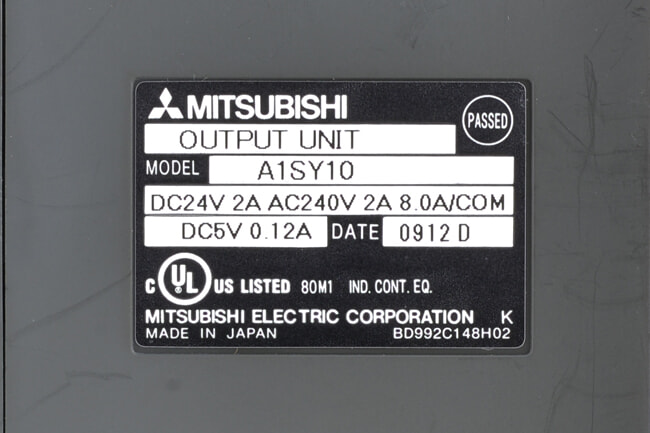 MITSUBISHI
PASSED
OUTPUT UNIT
MODEL A1SY10
DC24V 2A AC240V 2A 8.0A/COM
DC5V 0.12A DATE 0912 D
C UL US LISTED 80M1 IND. CONT. EQ.
MITSUBISHI ELECTRIC CORPORATION K
MADE IN JAPAN BD992C148H02